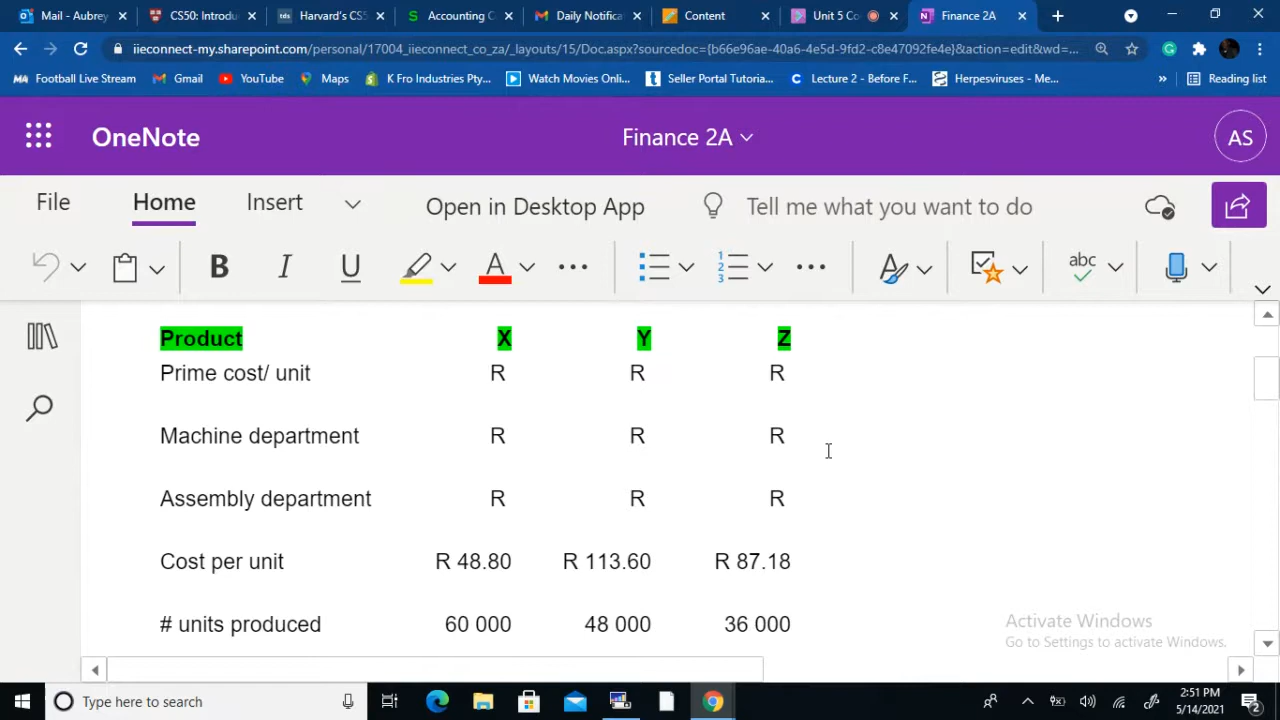 Mail - Aubrey
CS50: Introdu
tds Harvard's CS5
Accounting C
Daily Notifica
Content
Unit 5 Co
Finance 2A
iieconnect-my.sharepoint.com/personal/17004_iieconnect_co_za/_layouts/15/Doc.aspx?sourcedoc={b66e96ae-40a6-4e5d-9fd2-c8e47092fe4e}&action=edit&wd=...
MA Football Live Stream
Gmail
YouTube
Maps
K Fro Industries Pty...
Watch Movies Onli...
Seller Portal Tutoria...
Lecture 2 - Before F...
Herpesviruses - Me...
»
Reading list
OneNote
Finance 2A
AS
File Home Insert Open in Desktop App Tell me what you want to do
B I U A ... ... abc
Product X Y Z
Prime cost/ unit R R R
Machine department R R R
Assembly department R R R
Cost per unit R 48.80 R 113.60 R 87.18
# units produced 60 000 48 000 36 000
Activate Windows
Go to Settings to activate Windows.
Type here to search
2:51 PM
5/14/2021
2